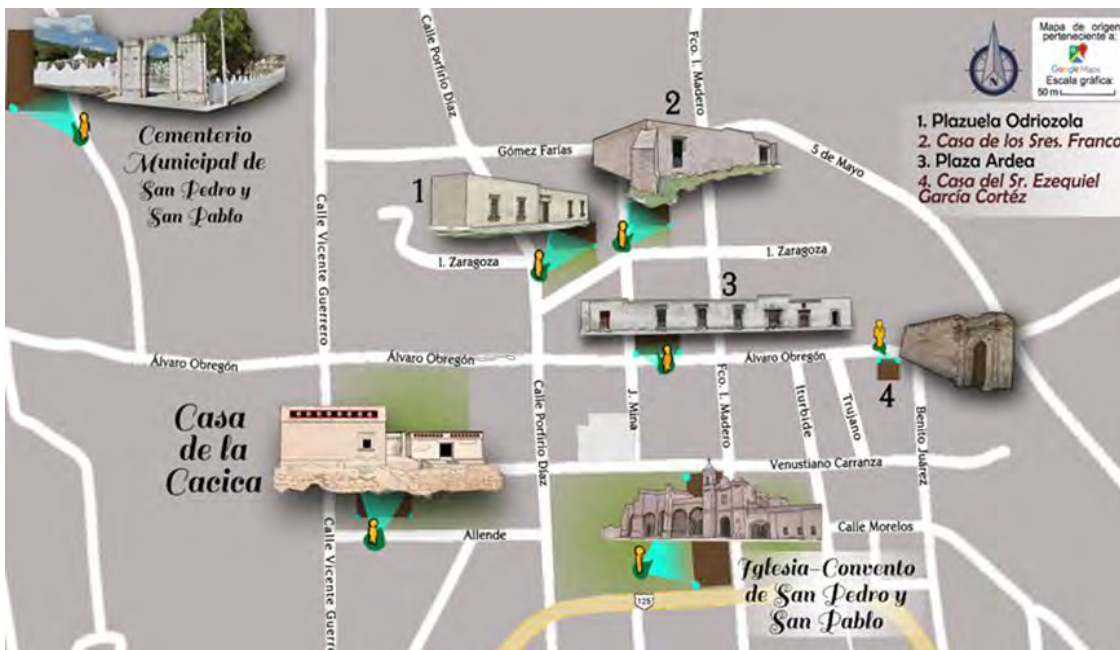 Cementerio
Municipal de
San Pedro y
San Pablo
Calle Porfirio Díaz
Fco. I. Madero
Mapa de origen
perteneciente a:
Google Maps
Escala gráfica:
50 m
N
1. Plazuela Odriozola
2. Casa de los Sres. Franco
3. Plaza Ardea
4. Casa del Sr. Ezequiel
García Cortéz
2
Gómez Farías
5 de Mayo
1
Calle Vicente Guerrero
I. Zaragoza
I. Zaragoza
3
Álvaro Obregón
Álvaro Obregón
Álvaro Obregón
4
Casa
de la
Cacica
Calle Porfirio Díaz
J. Mina
Fco. I. Madero
Iturbide
Trujano
Benito Juárez
Venustiano Carranza
Calle Morelos
Allende
Calle Vicente Guerrero
125
Iglesia-Convento
de San Pedro y
San Pablo